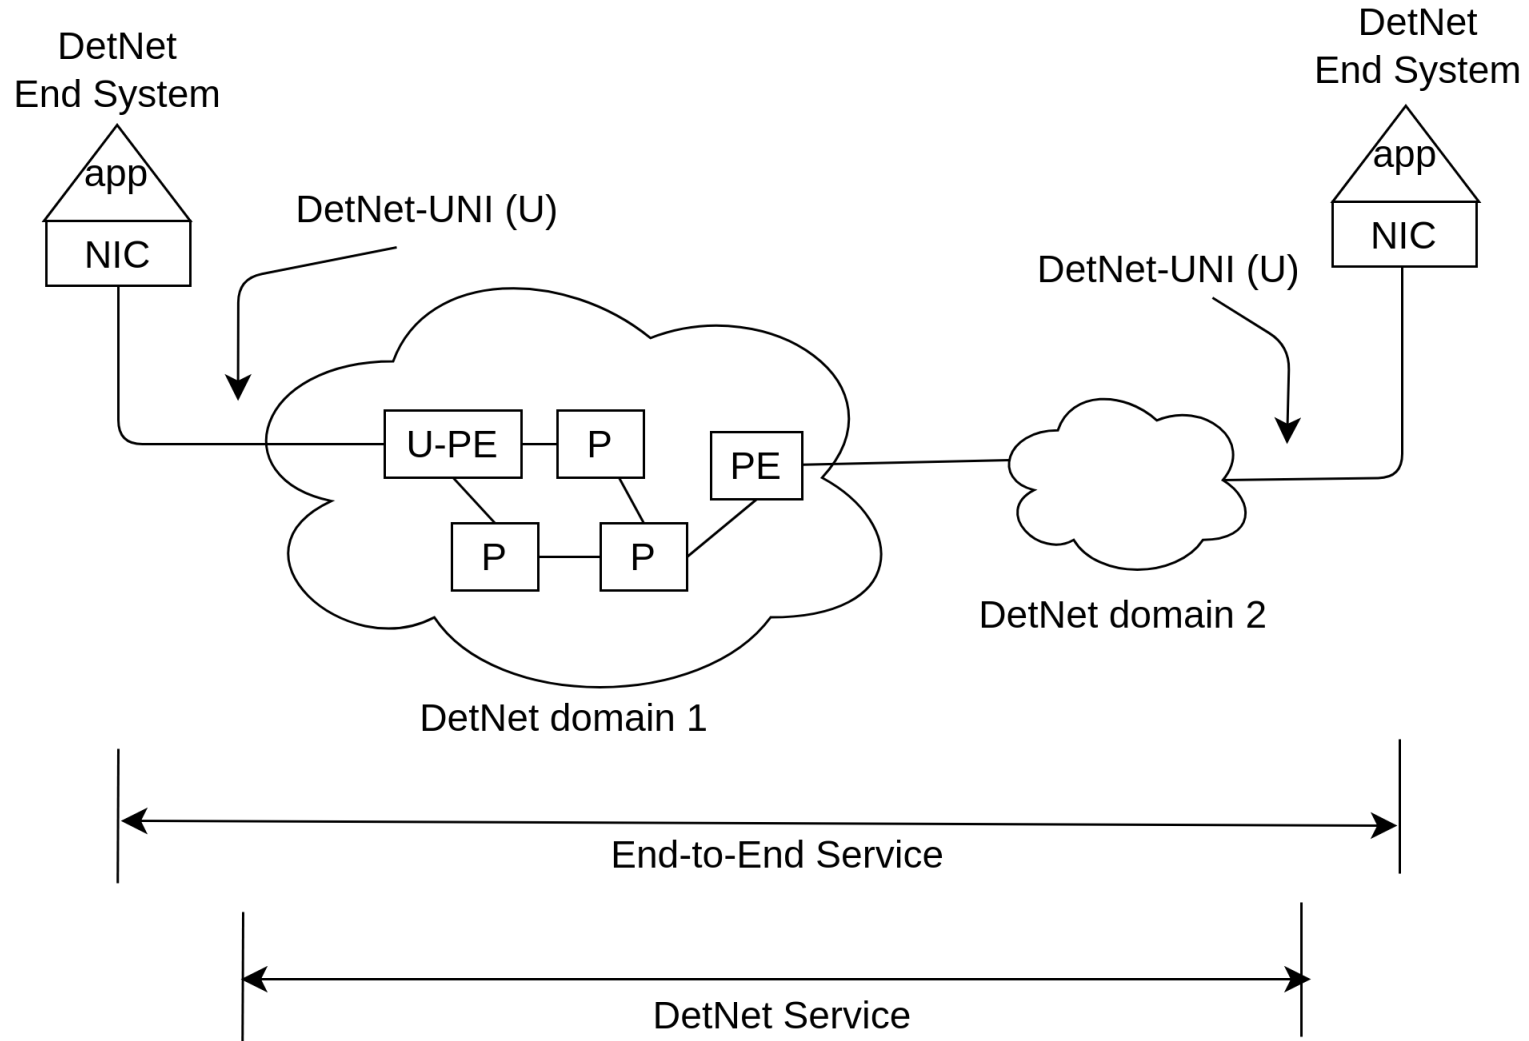 DetNet
End System
app
NIC
DetNet-UNI (U)
DetNet
End System
app
NIC
DetNet-UNI (U)
U-PE
P
PE
P
P
DetNet domain 1
DetNet domain 2
End-to-End Service
DetNet Service